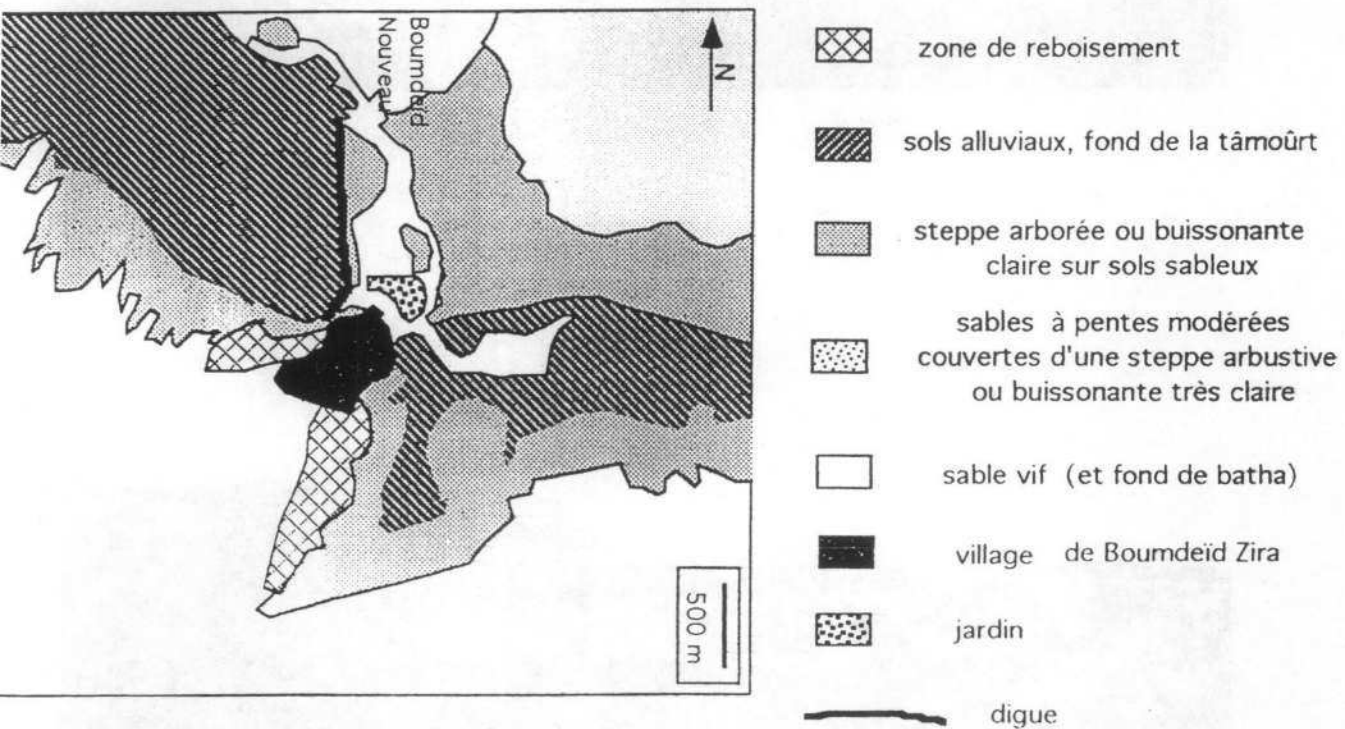 Boumdeïd
Nouveau
N
500 m
zone de reboisement
sols alluviaux, fond de la tâmoûrt
steppe arborée ou buissonante
claire sur sols sableux
sables à pentes modérées
couvertes d'une steppe arbustive
ou buissonante très claire
sable vif (et fond de batha)
village de Boumdeïd Zira
jardin
digue